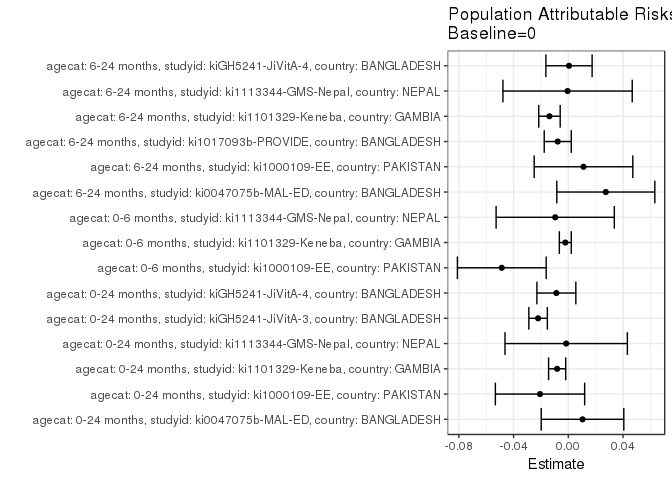 Population Attributable Risks
Baseline=0
agecat: 6-24 months, studyid: kiGH5241-JiVitA-4, country: BANGLADESH
agecat: 6-24 months, studyid: ki1113344-GMS-Nepal, country: NEPAL
agecat: 6-24 months, studyid: ki1101329-Keneba, country: GAMBIA
agecat: 6-24 months, studyid: ki1017093b-PROVIDE, country: BANGLADESH
agecat: 6-24 months, studyid: ki1000109-EE, country: PAKISTAN
agecat: 6-24 months, studyid: ki0047075b-MAL-ED, country: BANGLADESH
agecat: 0-6 months, studyid: ki1113344-GMS-Nepal, country: NEPAL
agecat: 0-6 months, studyid: ki1101329-Keneba, country: GAMBIA
agecat: 0-6 months, studyid: ki1000109-EE, country: PAKISTAN
agecat: 0-24 months, studyid: kiGH5241-JiVitA-4, country: BANGLADESH
agecat: 0-24 months, studyid: kiGH5241-JiVitA-3, country: BANGLADESH
agecat: 0-24 months, studyid: ki1113344-GMS-Nepal, country: NEPAL
agecat: 0-24 months, studyid: ki1101329-Keneba, country: GAMBIA
agecat: 0-24 months, studyid: ki1000109-EE, country: PAKISTAN
agecat: 0-24 months, studyid: ki0047075b-MAL-ED, country: BANGLADESH
-0.08 -0.04 0.00 0.04
Estimate